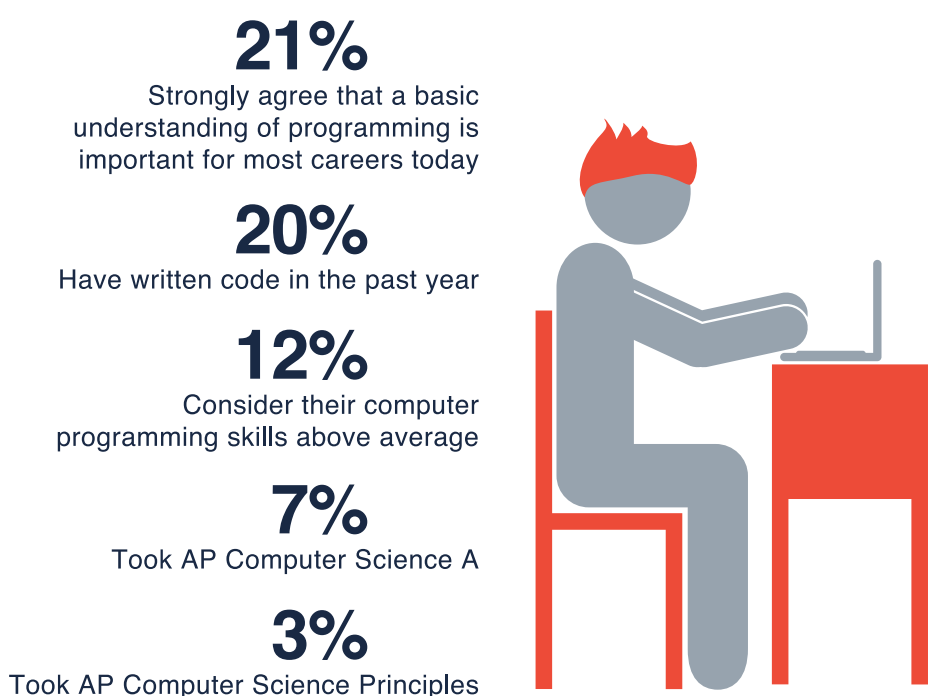 21%
Strongly agree that a basic
understanding of programming is
important for most careers today
20%
Have written code in the past year
12%
Consider their computer
programming skills above average
7%
Took AP Computer Science A
3%
Took AP Computer Science Principles